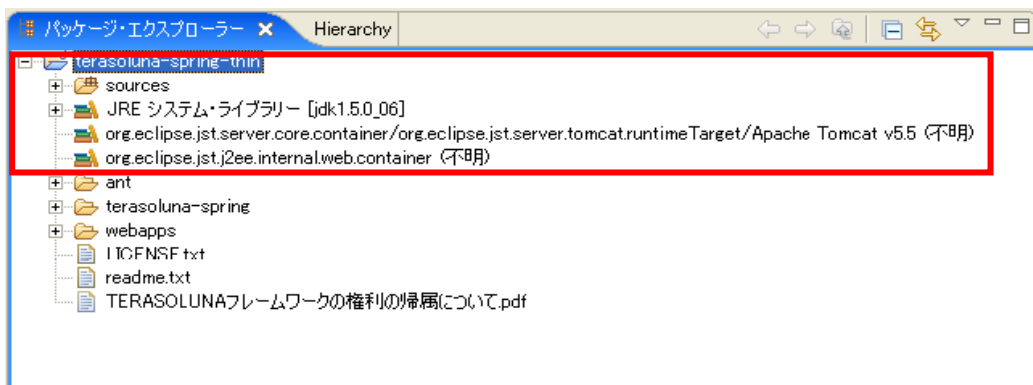 パッケージ・エクスプローラー Hierarchy
terasoluna-spring-thin
sources
JRE システム・ライブラリー [jdk1.5.0_06]
org.eclipse.jst.server.core.container/org.eclipse.jst.server.tomcat.runtimeTarget/Apache Tomcat v5.5 (不明)
org.eclipse.jst.j2ee.internal.web.container (不明)
ant
terasoluna-spring
webapps
LICENSE.txt
readme.txt
TERASOLUNAフレームワークの権利の帰属について.pdf